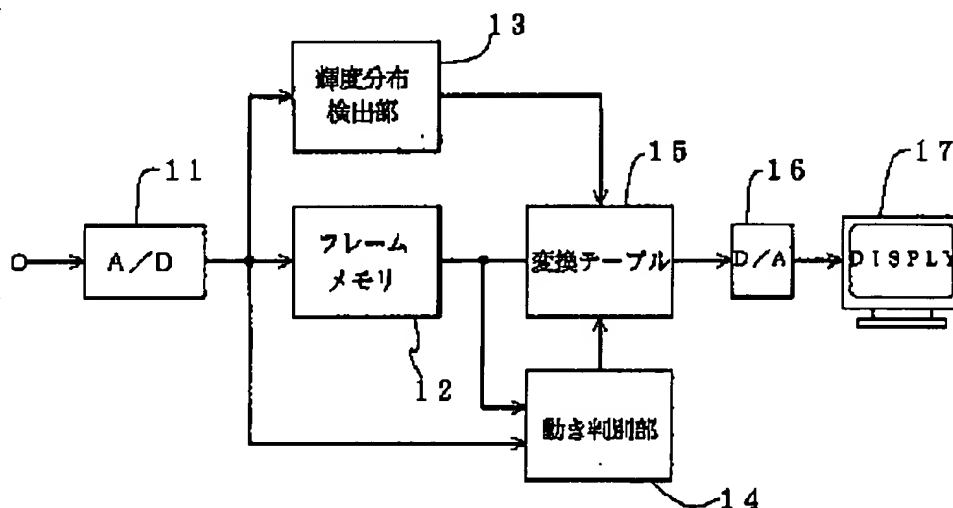 13
輝度分布
検出部
11
A/D
フレーム
メモリ
12
15
変換テーブル
16
D/A
17
DISPLY
動き判別部
14